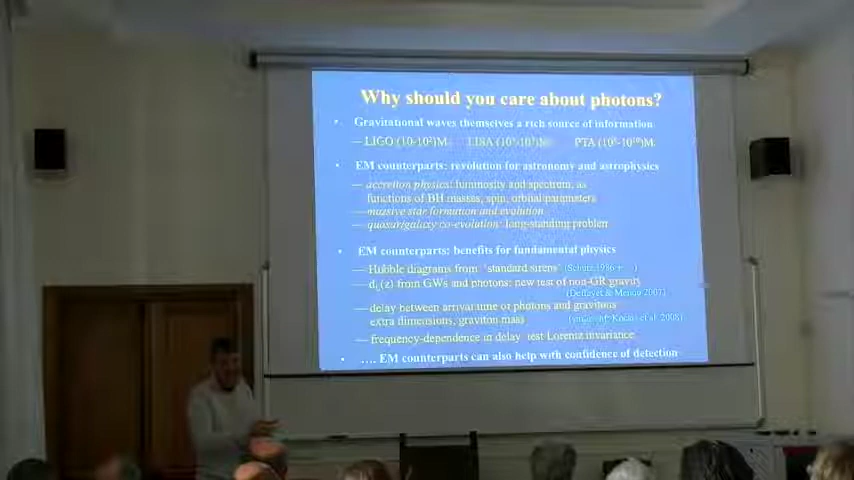 Why should you care about photons?
• Gravitational waves themselves a rich source of information
— LIGO (10-10²)M LISA PTA
• EM counterparts: revolution for astronomy and astrophysics
— accretion physics: luminosity and spectrum, as
functions of BH masses, spin, orbital parameters
— massive star formation and evolution
— quasar/galaxy co-evolution: long-standing problem
• EM counterparts: benefits for fundamental physics
— Hubble diagrams from "standard sirens" (Schutz 1986
— dL(z) from GWs and photons: new test of non-GR gravity
(Deffayet & Menou 2007)
— delay between arrival time of photons and gravitons
extra dimensions, graviton mass Kocsis et al. 2008)
— frequency-dependence in delay test Lorentz invariance
• .... EM counterparts can also help with confidence of detection